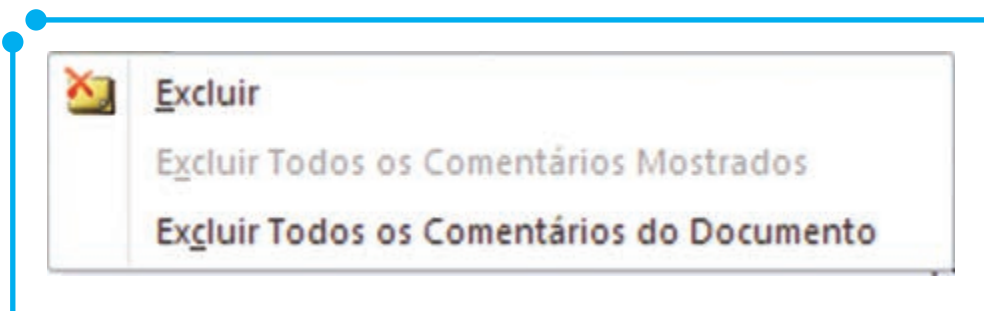 Excluir
Excluir Todos os Comentários Mostrados
Excluir Todos os Comentários do Documento